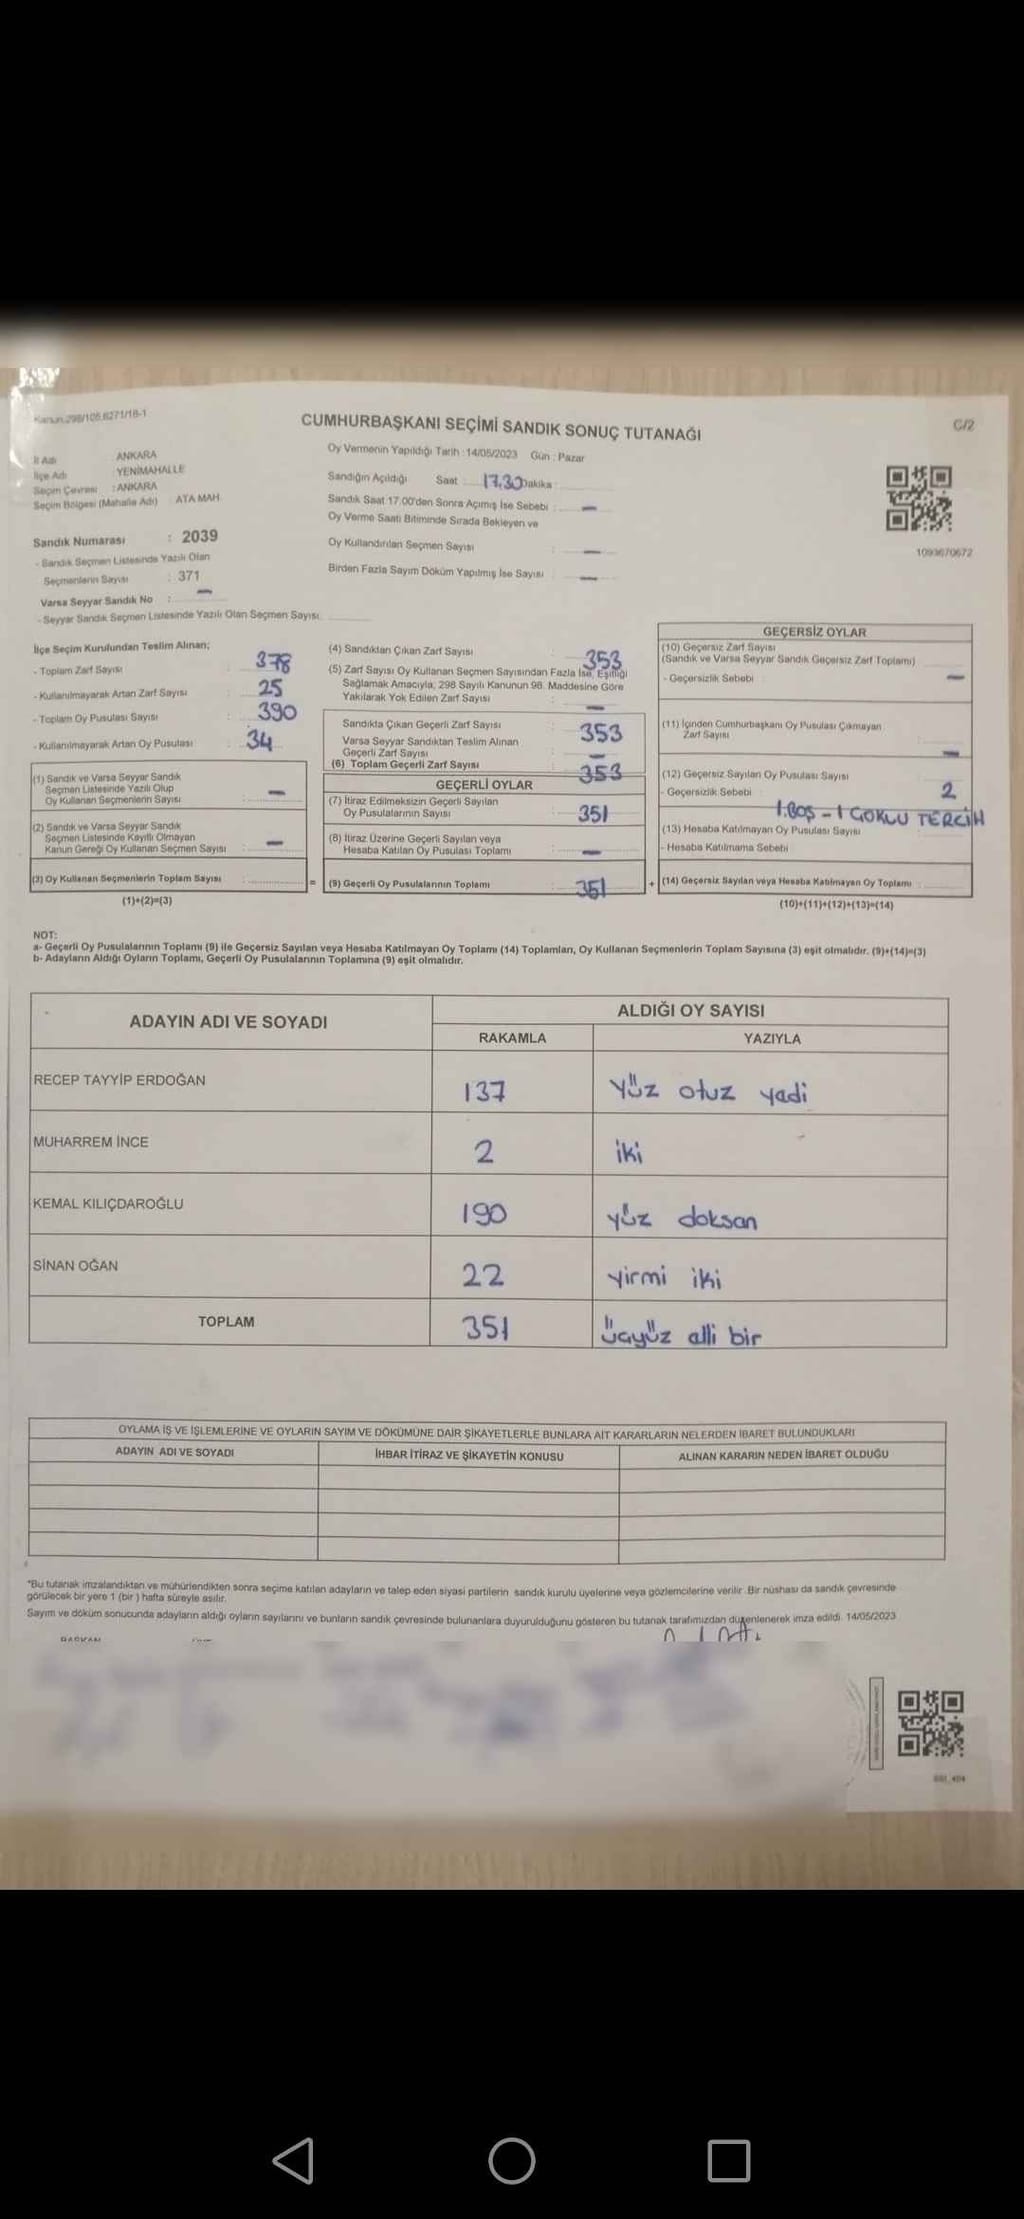 Kanun:298/105,6271/18-1
CUMHURBAŞKANI SEÇİMİ SANDIK SONUÇ TUTANAĞI
C/2
İl Adı : ANKARA
İlçe Adı : YENİMAHALLE
Seçim Çevresi : ANKARA
Seçim Bölgesi (Mahalle Adı) : ATA MAH.
Sandık Numarası : 2039
- Sandık Seçmen Listesinde Yazılı Olan
Seçmenlerin Sayısı : 371
Varsa Seyyar Sandık No : —
- Seyyar Sandık Seçmen Listesinde Yazılı Olan Seçmen Sayısı:
Oy Vermenin Yapıldığı Tarih : 14/05/2023 Gün : Pazar
Sandığın Açıldığı Saat : 17.30 Dakika :
Sandık Saat 17.00'den Sonra Açımış İse Sebebi : —
Oy Verme Saati Bitiminde Sırada Bekleyen ve
Oy Kullandırılan Seçmen Sayısı : —
Birden Fazla Sayım Döküm Yapılmış İse Sayısı : —
1093670672
İlçe Seçim Kurulundan Teslim Alınan;
- Toplam Zarf Sayısı : 378
- Kullanılmayarak Artan Zarf Sayısı : 25
- Toplam Oy Pusulası Sayısı : 390
- Kullanılmayarak Artan Oy Pusulası : 34
(1) Sandık ve Varsa Seyyar Sandık
Seçmen Listesinde Yazılı Olup
Oy Kullanan Seçmenlerin Sayısı : —
(2) Sandık ve Varsa Seyyar Sandık
Seçmen Listesinde Kayıtlı Olmayan
Kanun Gereği Oy Kullanan Seçmen Sayısı : —
(3) Oy Kullanan Seçmenlerin Toplam Sayısı :
(1)+(2)=(3)
(4) Sandıktan Çıkan Zarf Sayısı : 353
(5) Zarf Sayısı Oy Kullanan Seçmen Sayısından Fazla İse, Eşitliği
Sağlamak Amacıyla, 298 Sayılı Kanunun 98. Maddesine Göre
Yakılarak Yok Edilen Zarf Sayısı : —
Sandıkta Çıkan Geçerli Zarf Sayısı : 353
Varsa Seyyar Sandıktan Teslim Alınan
Geçerli Zarf Sayısı : —
(6) Toplam Geçerli Zarf Sayısı : 353
GEÇERLİ OYLAR
(7) İtiraz Edilmeksizin Geçerli Sayılan
Oy Pusulalarının Sayısı : 351
(8) İtiraz Üzerine Geçerli Sayılan veya
Hesaba Katılan Oy Pusulası Toplamı : —
= (9) Geçerli Oy Pusulalarının Toplamı : 351 +
GEÇERSİZ OYLAR
(10) Geçersiz Zarf Sayısı
(Sandık ve Varsa Seyyar Sandık Geçersiz Zarf Toplamı)
- Geçersizlik Sebebi : —
(11) İçinden Cumhurbaşkanı Oy Pusulası Çıkmayan
Zarf Sayısı : —
(12) Geçersiz Sayılan Oy Pusulası Sayısı
- Geçersizlik Sebebi : 2
1.BOŞ - 1 ÇOKLU TERCİH
(13) Hesaba Katılmayan Oy Pusulası Sayısı
- Hesaba Katılmama Sebebi
(14) Geçersiz Sayılan veya Hesaba Katılmayan Oy Toplamı :
(10)+(11)+(12)+(13)=(14)
NOT:
a- Geçerli Oy Pusulalarının Toplamı (9) ile Geçersiz Sayılan veya Hesaba Katılmayan Oy Toplamı (14) Toplamları, Oy Kullanan Seçmenlerin Toplam Sayısına (3) eşit olmalıdır. (9)+(14)=(3)
b- Adayların Aldığı Oyların Toplamı, Geçerli Oy Pusulalarının Toplamına (9) eşit olmalıdır.
ADAYIN ADI VE SOYADI
ALDIĞI OY SAYISI
RAKAMLA YAZIYLA
RECEP TAYYİP ERDOĞAN 137 yüz otuz yadi
MUHARREM İNCE 2 iki
KEMAL KILIÇDAROĞLU 190 yüz doksan
SİNAN OĞAN 22 yirmi iki
TOPLAM 351 üçyüz alli bir
OYLAMA İŞ VE İŞLEMLERİNE VE OYLARIN SAYIM VE DÖKÜMÜNE DAİR ŞİKAYETLERLE BUNLARA AİT KARARLARIN NELERDEN İBARET BULUNDUKLARI
ADAYIN ADI VE SOYADI İHBAR İTİRAZ VE ŞİKAYETİN KONUSU ALINAN KARARIN NEDEN İBARET OLDUĞU
*Bu tutanak imzalandıktan ve mühürlendikten sonra seçime katılan adayların ve talep eden siyasi partilerin sandık kurulu üyelerine veya gözlemcilerine verilir. Bir nüshası da sandık çevresinde
görülecek bir yere 1 (bir) hafta süreyle asılır.
Sayım ve döküm sonucunda adayların aldığı oyların sayılarını ve bunların sandık çevresinde bulunanlara duyurulduğunu gösteren bu tutanak tarafımızdan düzenlenerek imza edildi. 14/05/2023
BAŞKAN